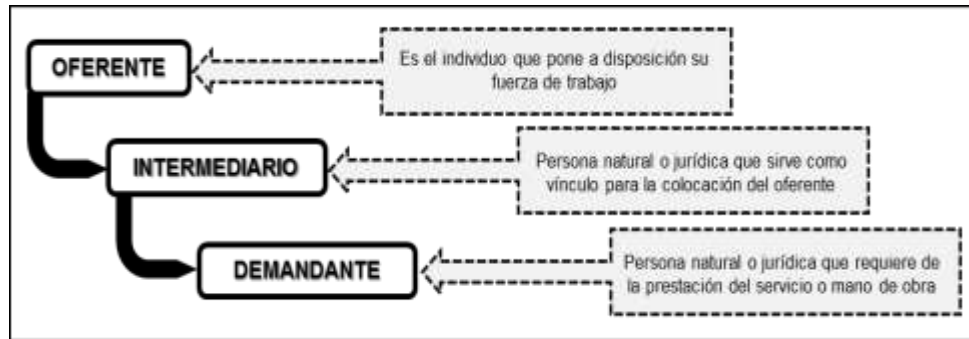 OFERENTE
Es el individuo que pone a disposición su
fuerza de trabajo
INTERMEDIARIO
Persona natural o jurídica que sirve como
vínculo para la colocación del oferente
DEMANDANTE
Persona natural o jurídica que requiere de
la prestación del servicio o mano de obra